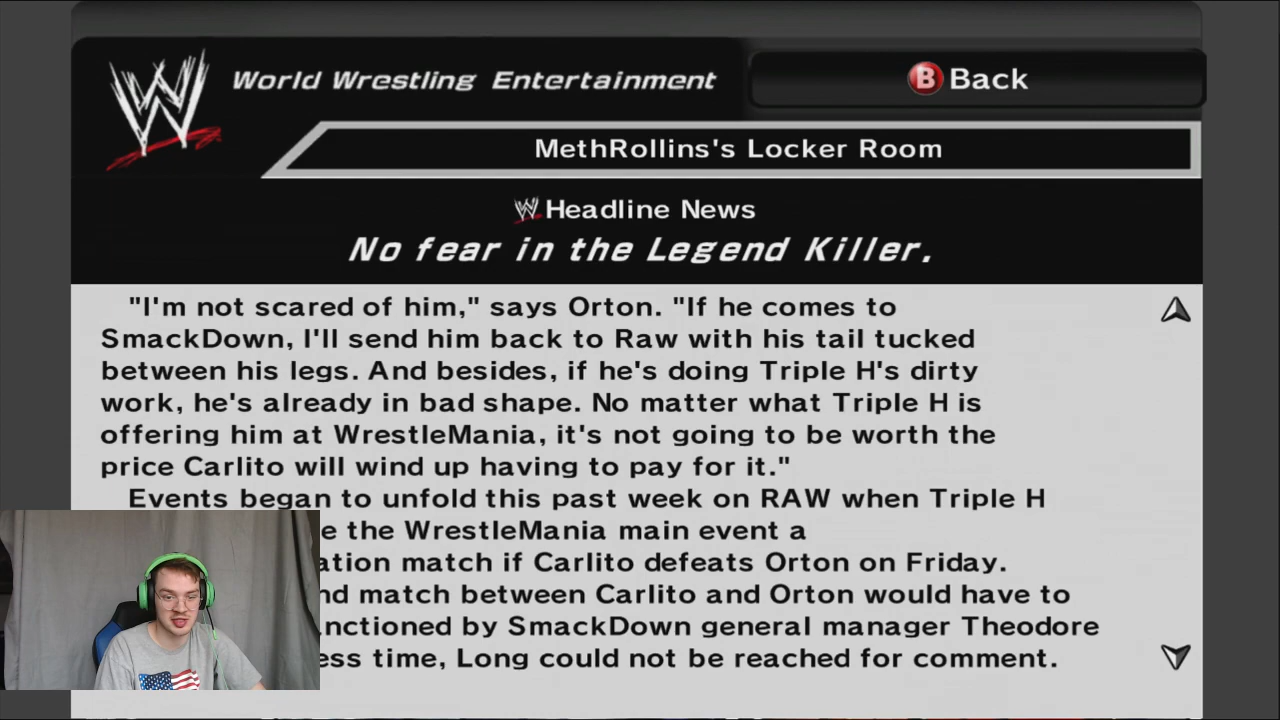 World Wrestling Entertainment
B Back
MethRollins's Locker Room
W Headline News
No fear in the Legend Killer.
"I'm not scared of him," says Orton. "If he comes to
SmackDown, I'll send him back to Raw with his tail tucked
between his legs. And besides, if he's doing Triple H's dirty
work, he's already in bad shape. No matter what Triple H is
offering him at WrestleMania, it's not going to be worth the
price Carlito will wind up having to pay for it."
Events began to unfold this past week on RAW when Triple H
the WrestleMania main event a
match if Carlito defeats Orton on Friday.
match between Carlito and Orton would have to
by SmackDown general manager Theodore
time, Long could not be reached for comment.